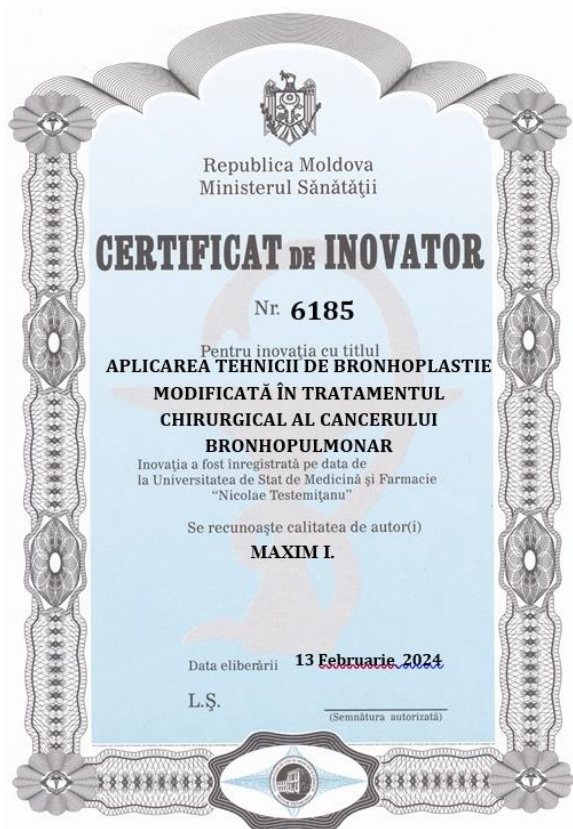 Republica Moldova
Ministerul Sănătăţii
CERTIFICAT DE INOVATOR
Nr. 6185
Pentru inovaţia cu titlul
APLICAREA TEHNICII DE BRONHOPLASTIE
MODIFICATĂ ÎN TRATAMENTUL
CHIRURGICAL AL CANCERULUI
BRONHOPULMONAR
Inovaţia a fost înregistrată pe data de
la Universitatea de Stat de Medicină şi Farmacie
“Nicolae Testemiţanu”
Se recunoaşte calitatea de autor(i)
MAXIM I.
Data eliberării 13 Februarie 2024
L.Ş.
(Semnătura autorizată)